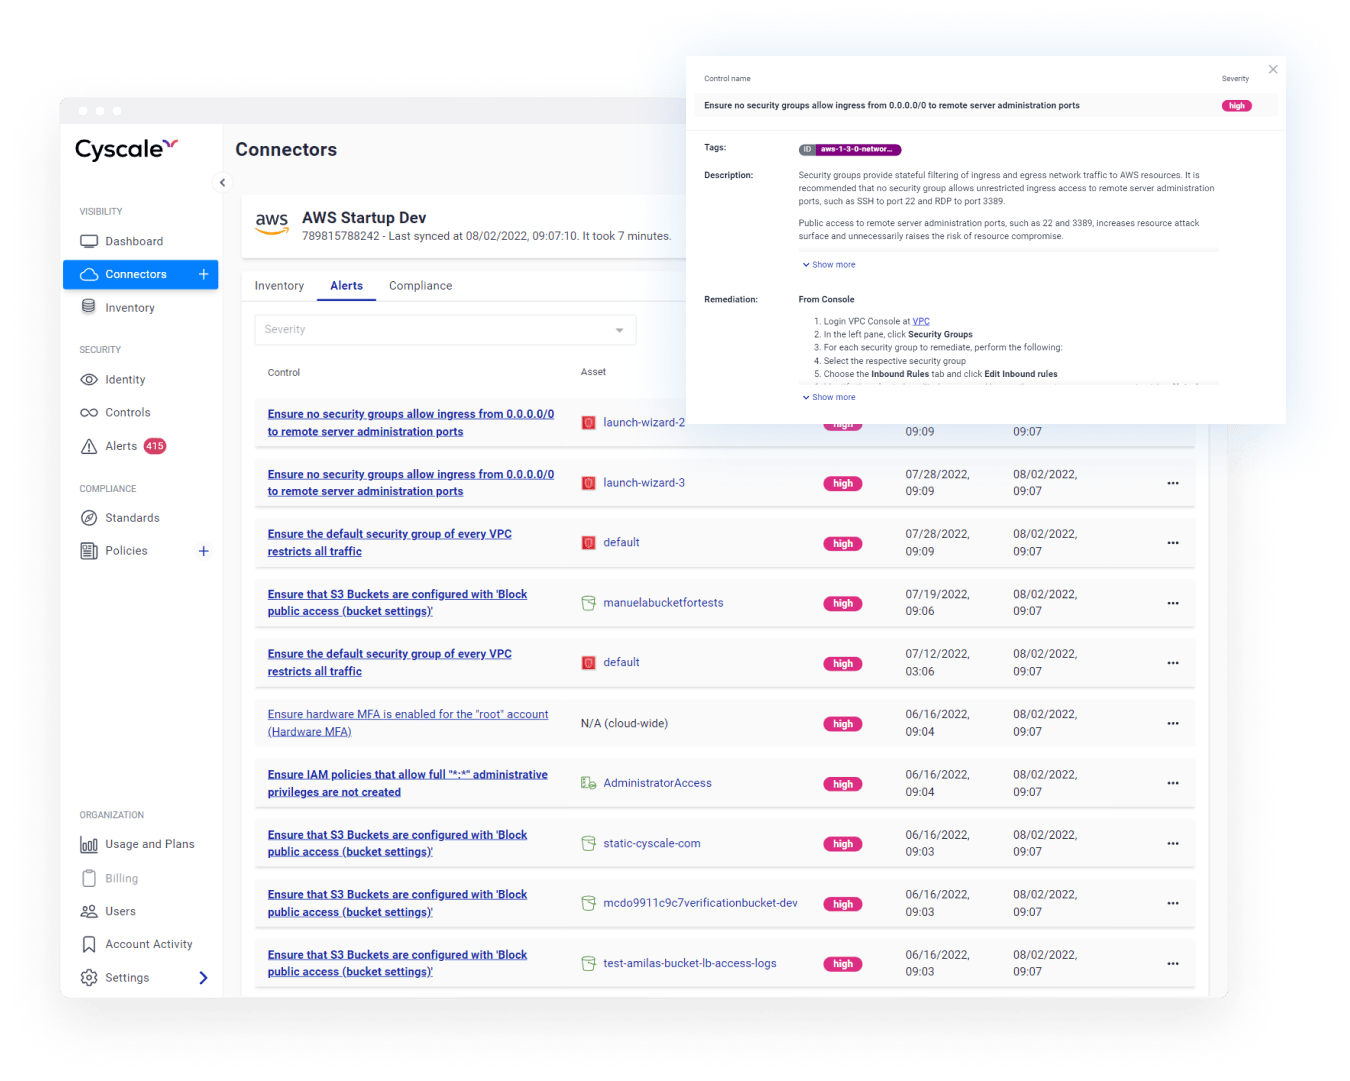 Control name
Severity
Ensure no security groups allow ingress from 0.0.0.0/0 to remote server administration ports
high
Tags:
ID aws-1-3-0-networ...
Description:
Security groups provide stateful filtering of ingress and egress network traffic to AWS resources. It is
recommended that no security group allows unrestricted ingress access to remote server administration
ports, such as SSH to port 22 and RDP to port 3389.
Public access to remote server administration ports, such as 22 and 3389, increases resource attack
surface and unnecessarily raises the risk of resource compromise.
Show more
Remediation:
From Console
1. Login VPC Console at VPC
2. In the left pane, click Security Groups
3. For each security group to remediate, perform the following:
4. Select the respective security group
5. Choose the Inbound Rules tab and click Edit Inbound rules
Show more
Cyscale
VISIBILITY
Dashboard
Connectors +
Inventory
SECURITY
Identity
Controls
Alerts 415
COMPLIANCE
Standards
Policies +
ORGANIZATION
Usage and Plans
Billing
Users
Account Activity
Settings
Connectors
aws
AWS Startup Dev
789815788242 - Last synced at 08/02/2022, 09:07:10. It took 7 minutes.
Inventory Alerts Compliance
Severity
Control Asset
Ensure no security groups allow ingress from 0.0.0.0/0
to remote server administration ports
launch-wizard-2
high
09:09
09:07
Ensure no security groups allow ingress from 0.0.0.0/0
to remote server administration ports
launch-wizard-3
high
07/28/2022,
09:09
08/02/2022,
09:07
Ensure the default security group of every VPC
restricts all traffic
default
high
07/28/2022,
09:09
08/02/2022,
09:07
Ensure that S3 Buckets are configured with 'Block
public access (bucket settings)'
manuelabucketfortests
high
07/19/2022,
09:06
08/02/2022,
09:07
Ensure the default security group of every VPC
restricts all traffic
default
high
07/12/2022,
03:06
08/02/2022,
09:07
Ensure hardware MFA is enabled for the "root" account
(Hardware MFA)
N/A (cloud-wide)
high
06/16/2022,
09:04
08/02/2022,
09:07
Ensure IAM policies that allow full "*:*" administrative
privileges are not created
AdministratorAccess
high
06/16/2022,
09:04
08/02/2022,
09:07
Ensure that S3 Buckets are configured with 'Block
public access (bucket settings)'
static-cyscale-com
high
06/16/2022,
09:03
08/02/2022,
09:07
Ensure that S3 Buckets are configured with 'Block
public access (bucket settings)'
mcdo9911c9c7verificationbucket-dev
high
06/16/2022,
09:03
08/02/2022,
09:07
Ensure that S3 Buckets are configured with 'Block
public access (bucket settings)'
test-amilas-bucket-lb-access-logs
high
06/16/2022,
09:03
08/02/2022,
09:07